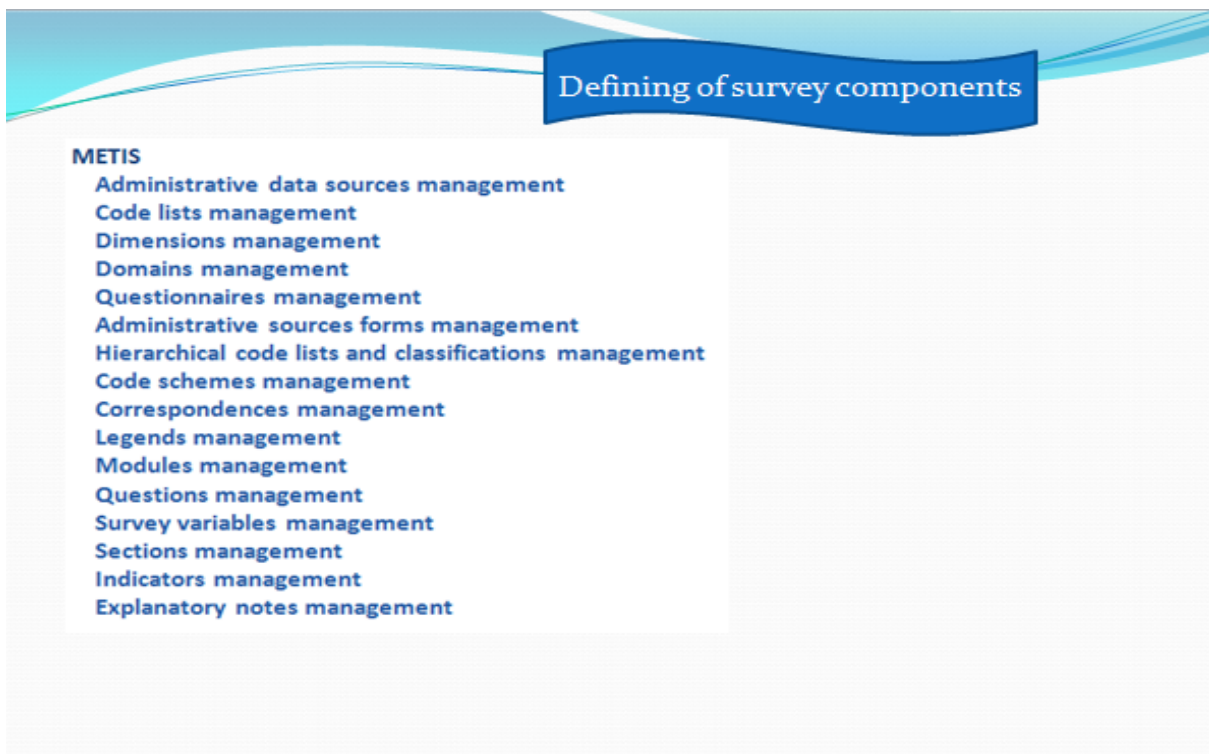 Defining of survey components
METIS
Administrative data sources management
Code lists management
Dimensions management
Domains management
Questionnaires management
Administrative sources forms management
Hierarchical code lists and classifications management
Code schemes management
Correspondences management
Legends management
Modules management
Questions management
Survey variables management
Sections management
Indicators management
Explanatory notes management